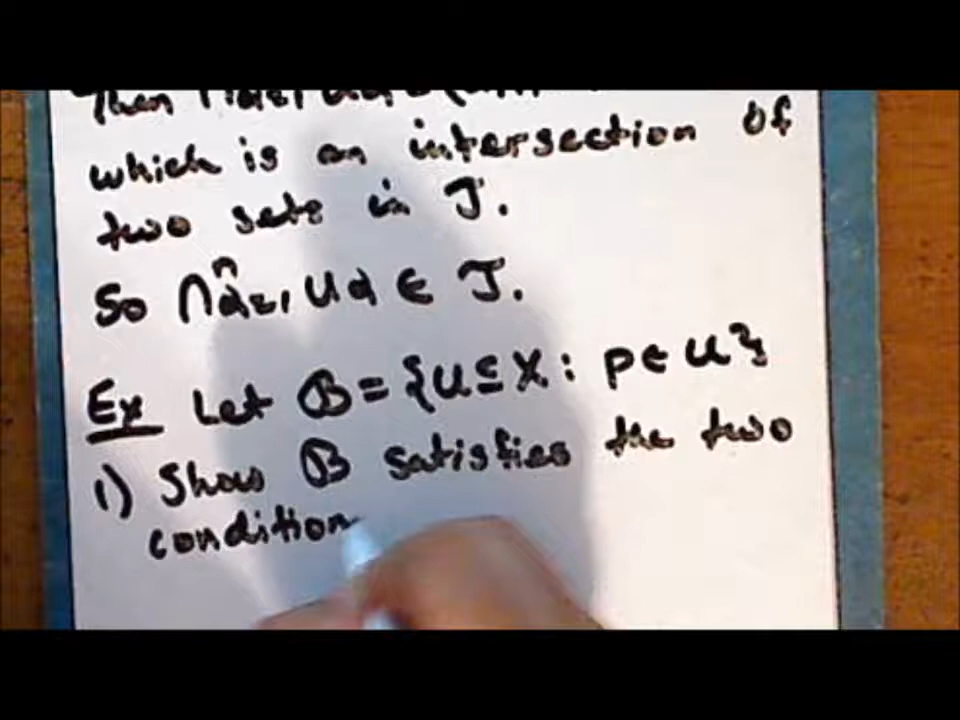 Then
which is an intersection of
two sets in J.
So ∩ⁿα=1 Uα ∈ J.
Ex Let B = {U ⊆ X : p ∈ U}
1) Show B satisfies the two
condition